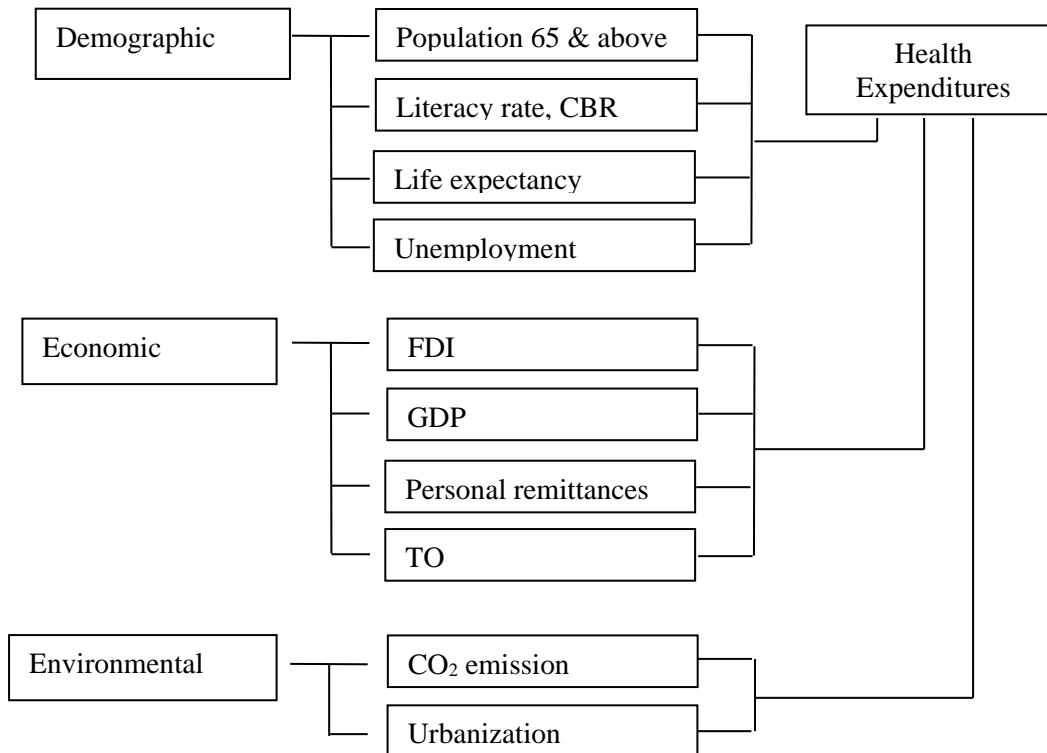 Demographic
Population 65 & above
Literacy rate, CBR
Life expectancy
Unemployment
Health
Expenditures
Economic
FDI
GDP
Personal remittances
TO
Environmental
CO₂ emission
Urbanization